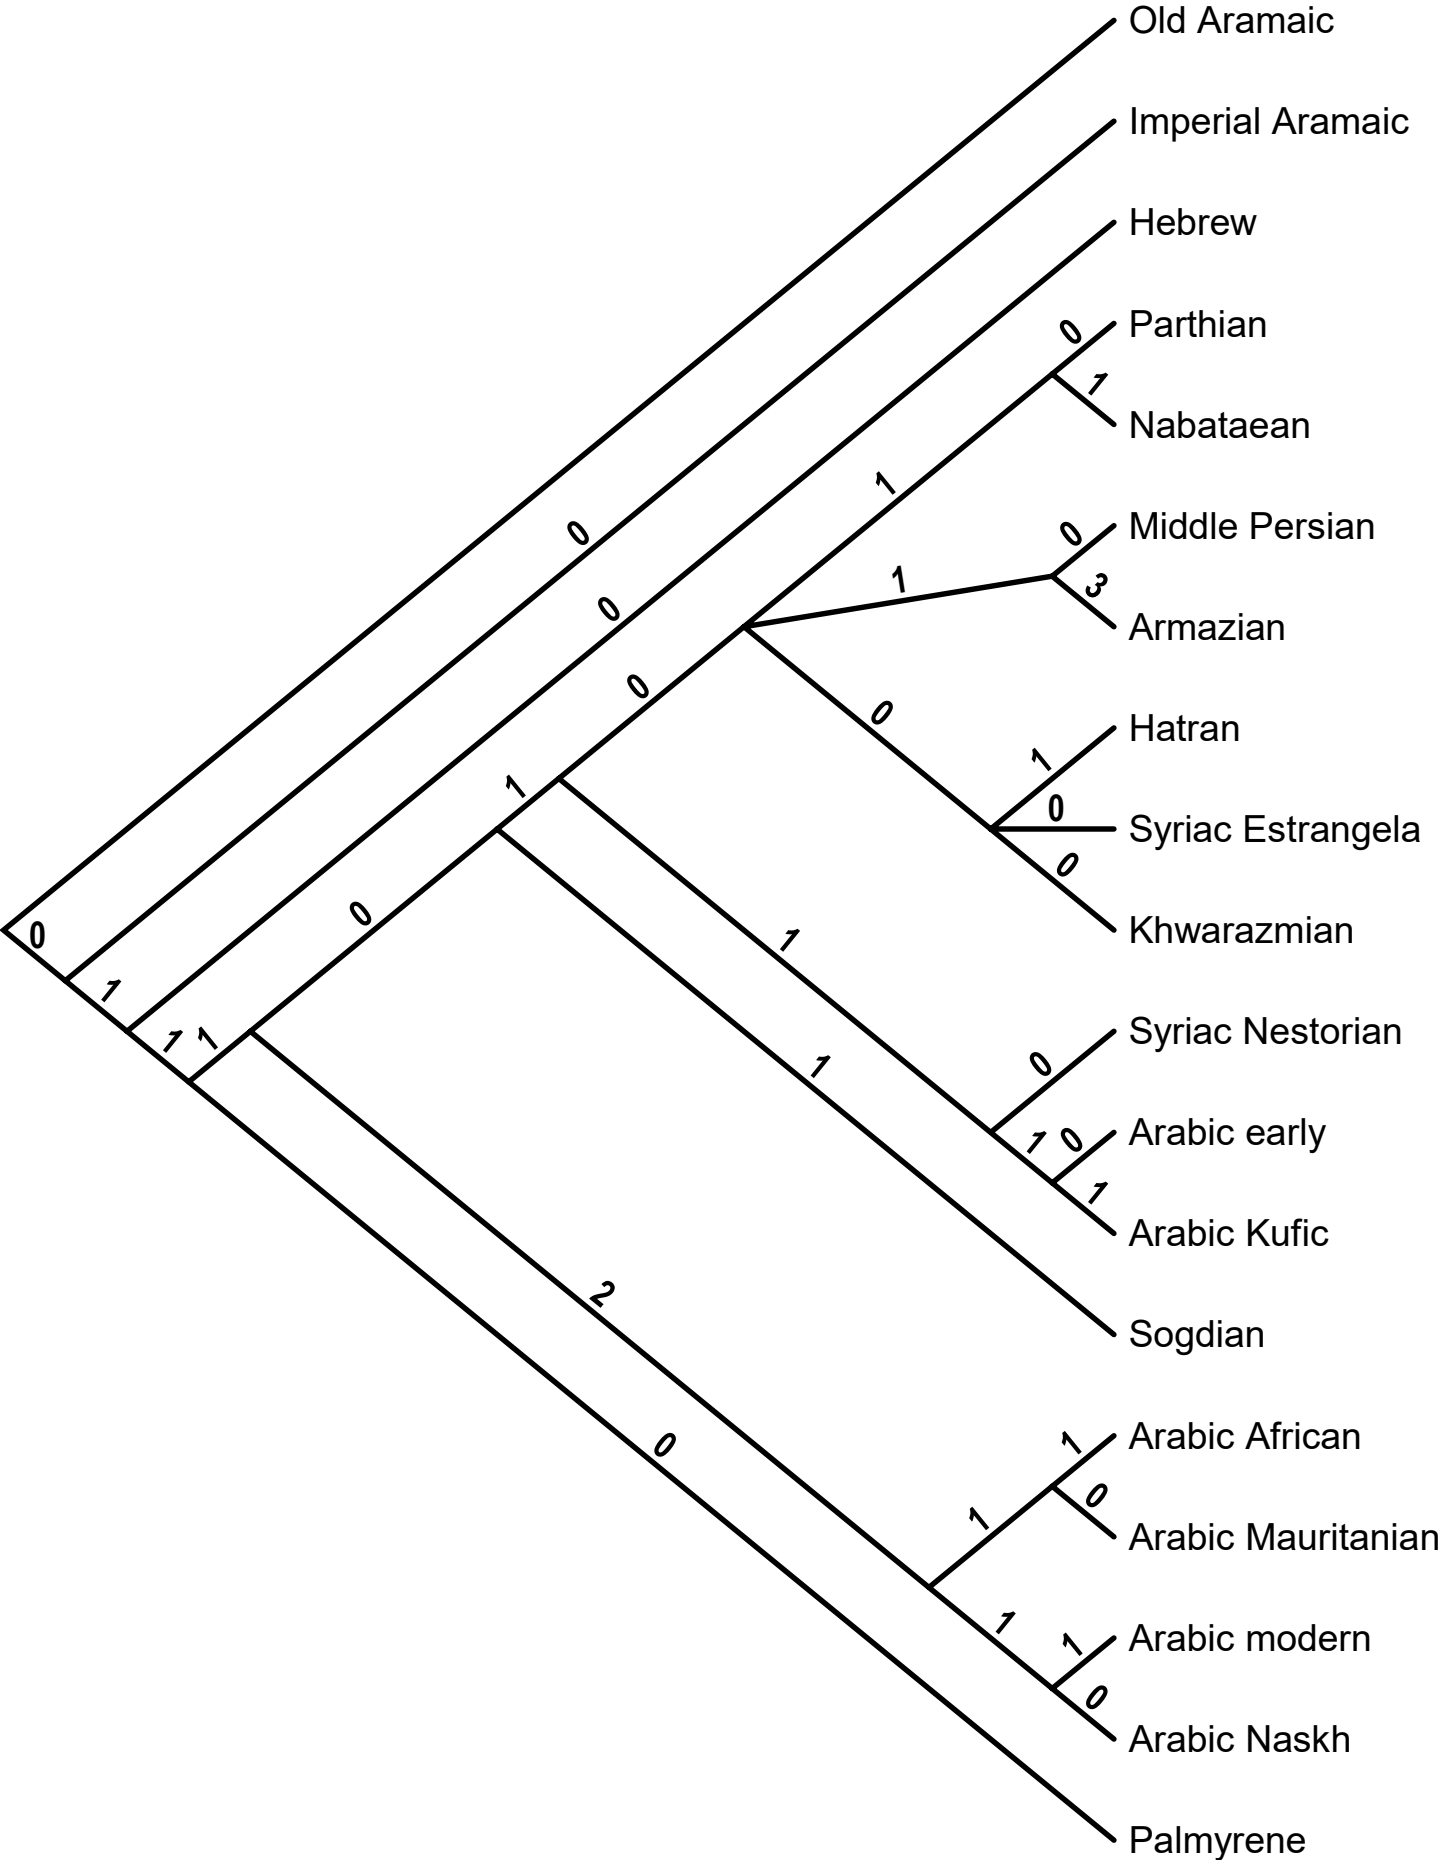 Old Aramaic
Imperial Aramaic
Hebrew
0 Parthian
1
Nabataean
1
0
0 Middle Persian
1
3
0
Armazian
0
0
Hatran
1
1
0
Syriac Estrangela
0
0
0
Khwarazmian
1
1
Syriac Nestorian
1 1
1
0
1 0
Arabic early
1
Arabic Kufic
2
Sogdian
0
1
Arabic African
0
1
Arabic Mauritanian
1
1
Arabic modern
0
Arabic Naskh
Palmyrene